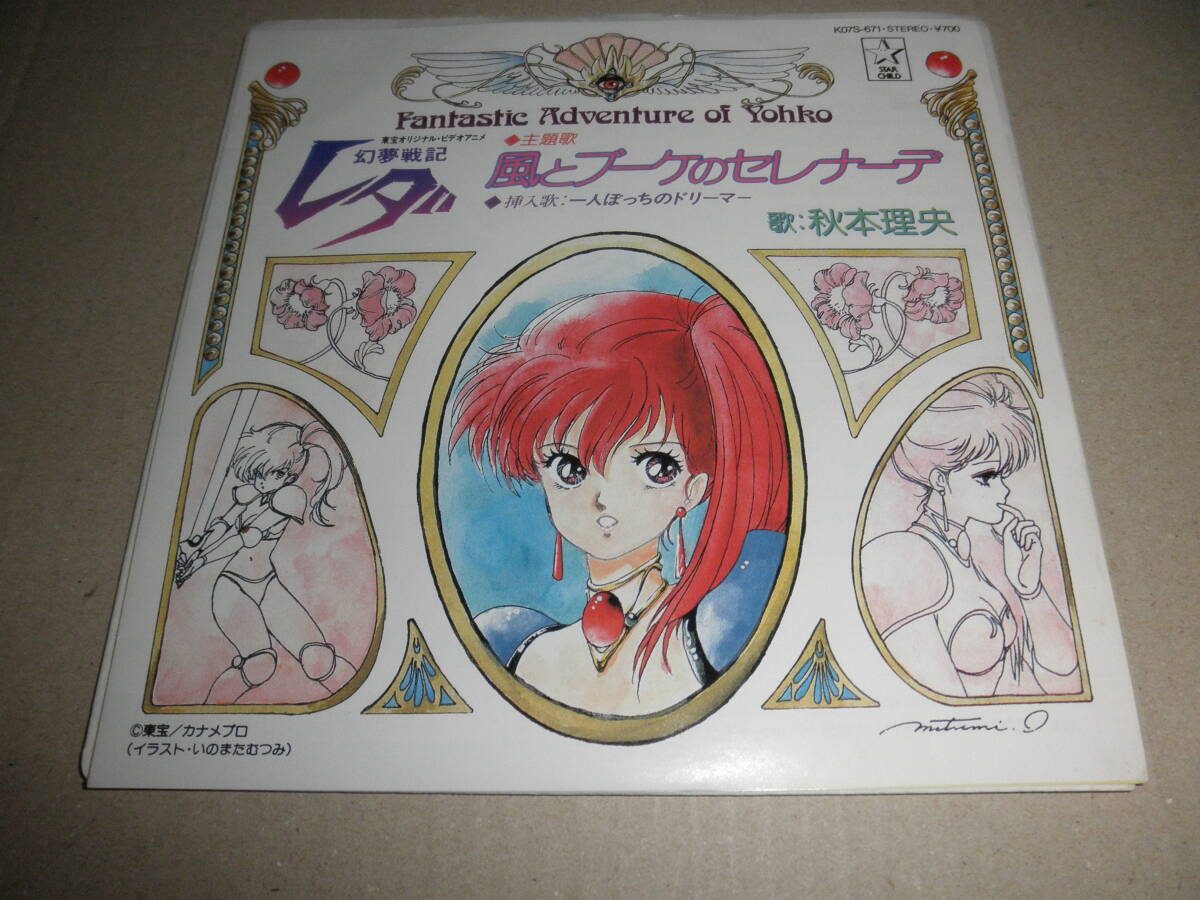 K07S-671・STEREO・¥700
STAR
CHILD
Fantastic Adventure of Yohko
東宝オリジナル・ビデオアニメ
幻夢戦記
レダ
◆主題歌
風とブーケのセレナーデ
◆挿入歌:一人ぽっちのドリーマー
歌:秋本理央
©東宝/カナメプロ
(イラスト・いのまたむつみ)